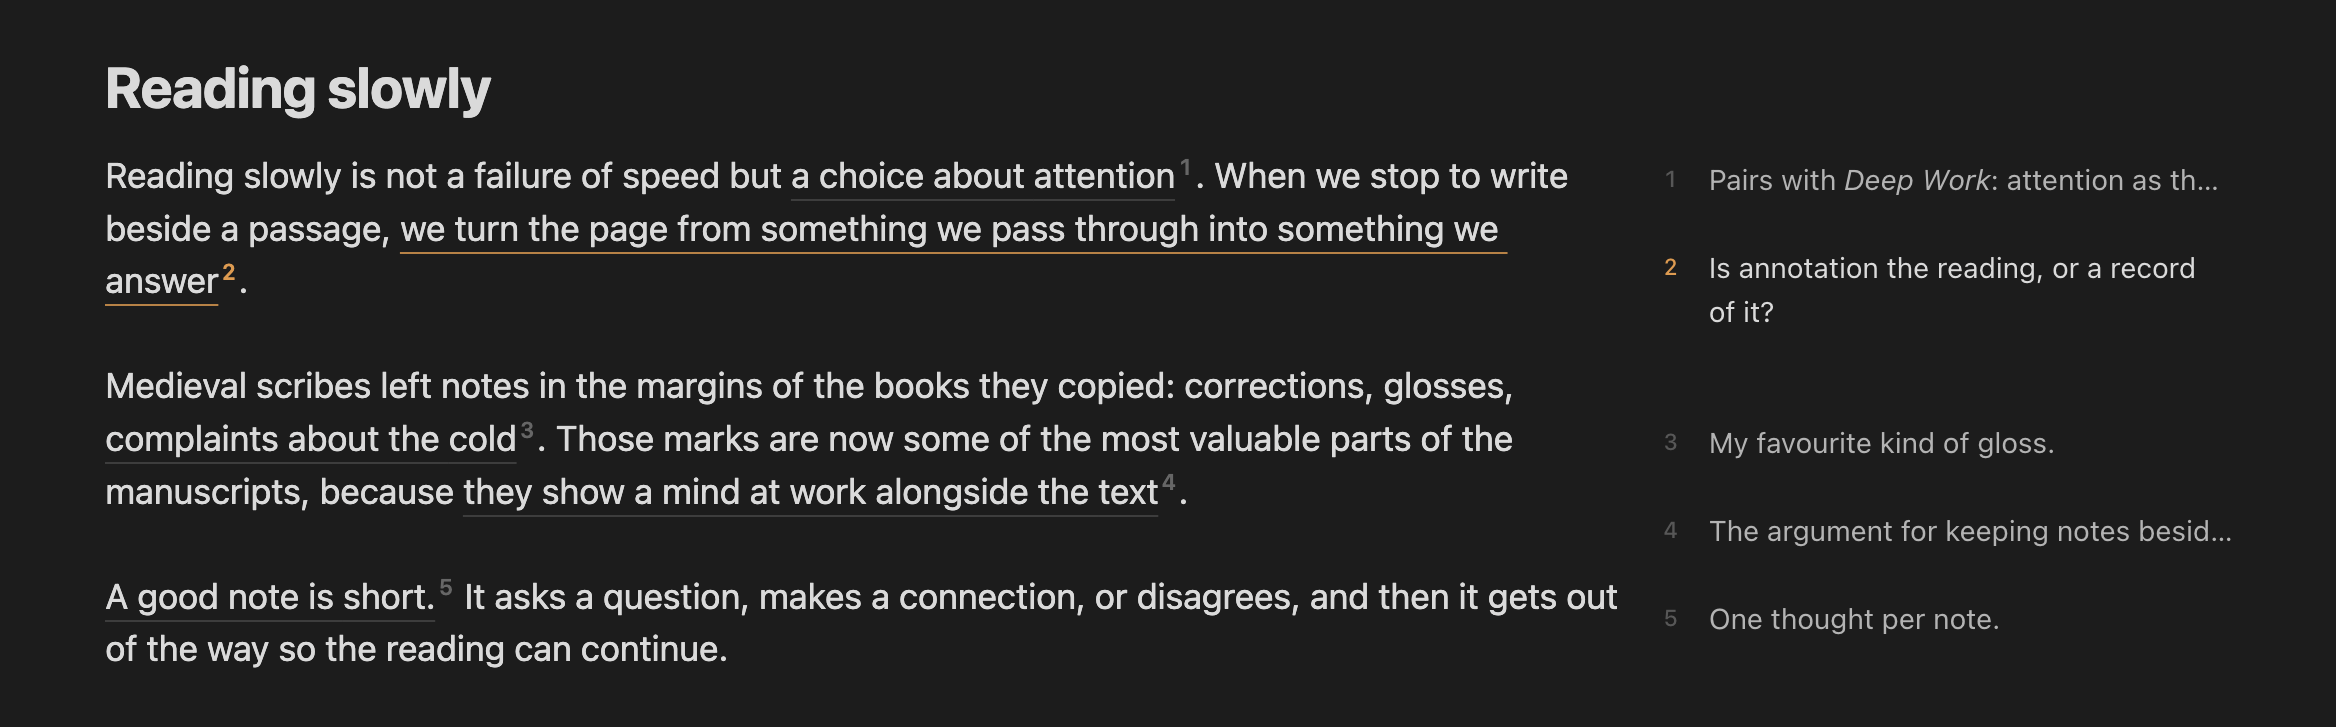 Reading slowly
Reading slowly is not a failure of speed but a choice about attention1. When we stop to write
beside a passage, we turn the page from something we pass through into something we
answer2.
Medieval scribes left notes in the margins of the books they copied: corrections, glosses,
complaints about the cold3. Those marks are now some of the most valuable parts of the
manuscripts, because they show a mind at work alongside the text4.
A good note is short.5 It asks a question, makes a connection, or disagrees, and then it gets out
of the way so the reading can continue.
1 Pairs with Deep Work: attention as th...
2 Is annotation the reading, or a record
of it?
3 My favourite kind of gloss.
4 The argument for keeping notes besid...
5 One thought per note.